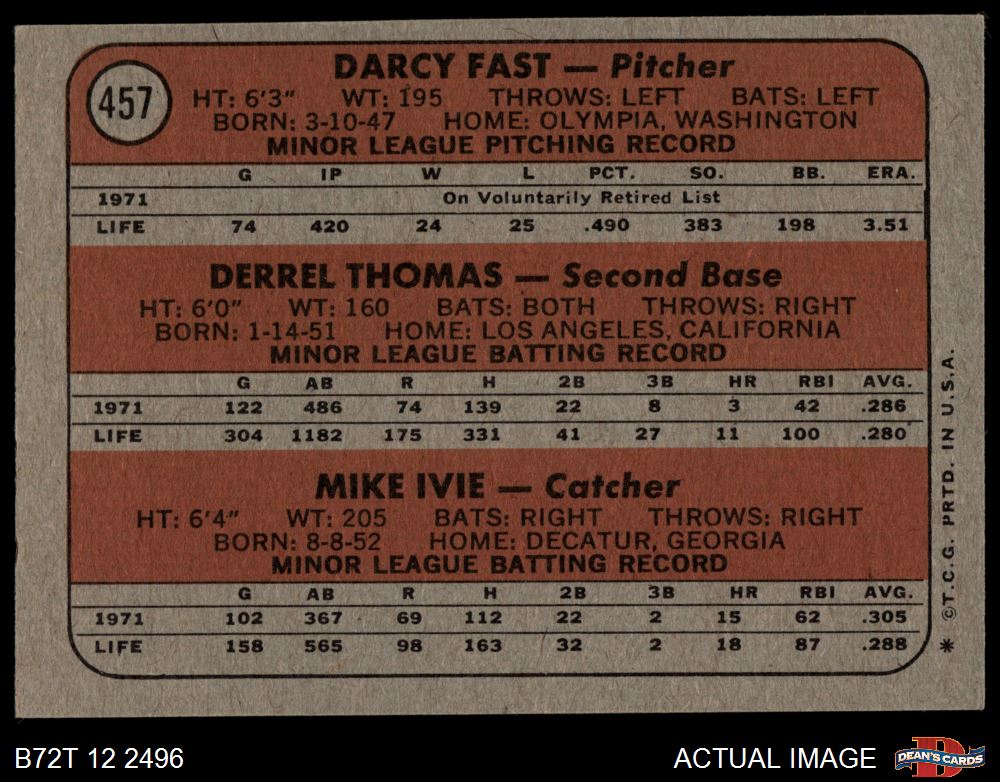 457
DARCY FAST — Pitcher
HT: 6'3" WT: 195 THROWS: LEFT BATS: LEFT
BORN: 3-10-47 HOME: OLYMPIA, WASHINGTON
MINOR LEAGUE PITCHING RECORD
G IP W L PCT. SO. BB. ERA.
1971 On Voluntarily Retired List
LIFE 74 420 24 25 .490 383 198 3.51
DERREL THOMAS — Second Base
HT: 6'0" WT: 160 BATS: BOTH THROWS: RIGHT
BORN: 1-14-51 HOME: LOS ANGELES, CALIFORNIA
MINOR LEAGUE BATTING RECORD
G AB R H 2B 3B HR RBI AVG.
1971 122 486 74 139 22 8 3 42 .286
LIFE 304 1182 175 331 41 27 11 100 .280
MIKE IVIE — Catcher
HT: 6'4" WT: 205 BATS: RIGHT THROWS: RIGHT
BORN: 8-8-52 HOME: DECATUR, GEORGIA
MINOR LEAGUE BATTING RECORD
G AB R H 2B 3B HR RBI AVG.
1971 102 367 69 112 22 2 15 62 .305
LIFE 158 565 98 163 32 2 18 87 .288
* ©T.C.G. PRTD. IN U.S.A.
B72T 12 2496
ACTUAL IMAGE
D
DEAN'S CARDS